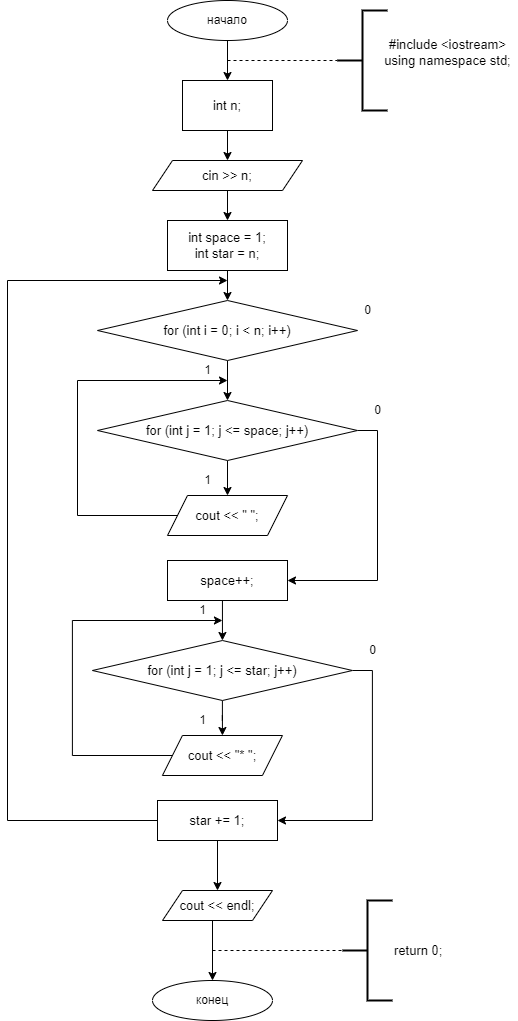 начало
#include <iostream>
using namespace std;
int n;
cin >> n;
int space = 1;
int star = n;
for (int i = 0; i < n; i++)
0
1
for (int j = 1; j <= space; j++)
0
1
cout << " ";
space++;
1
for (int j = 1; j <= star; j++)
0
1
cout << "* ";
star += 1;
cout << endl;
return 0;
конец